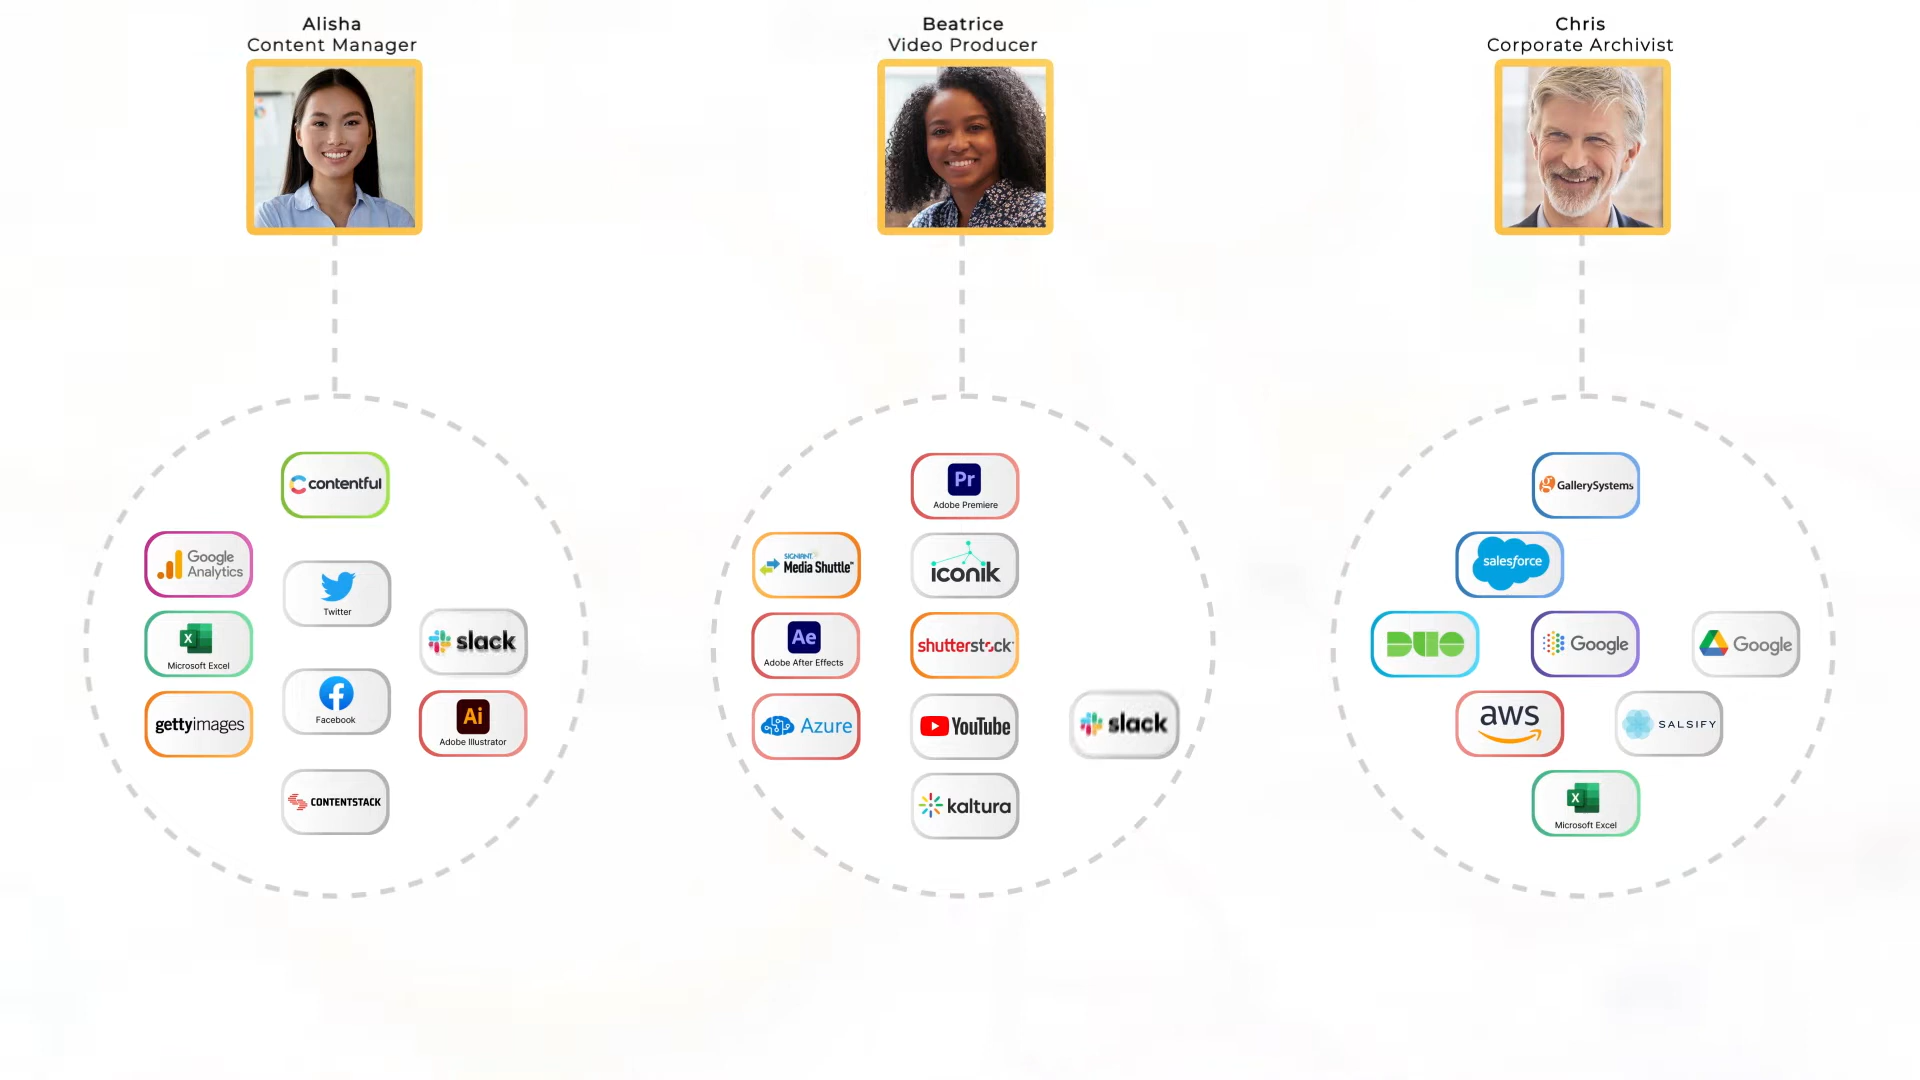 Alisha
Content Manager
Beatrice
Video Producer
Chris
Corporate Archivist
contentful
Google
Analytics
Twitter
Microsoft Excel
slack
Facebook
gettyimages
Ai
Adobe Illustrator
CONTENTSTACK
Pr
Adobe Premiere
SIGNIANT
Media Shuttle
iconik
Ae
Adobe After Effects
shutterstock
Azure
YouTube
slack
kaltura
GallerySystems
salesforce
DUO
Google
Google
aws
SALSIFY
X
Microsoft Excel